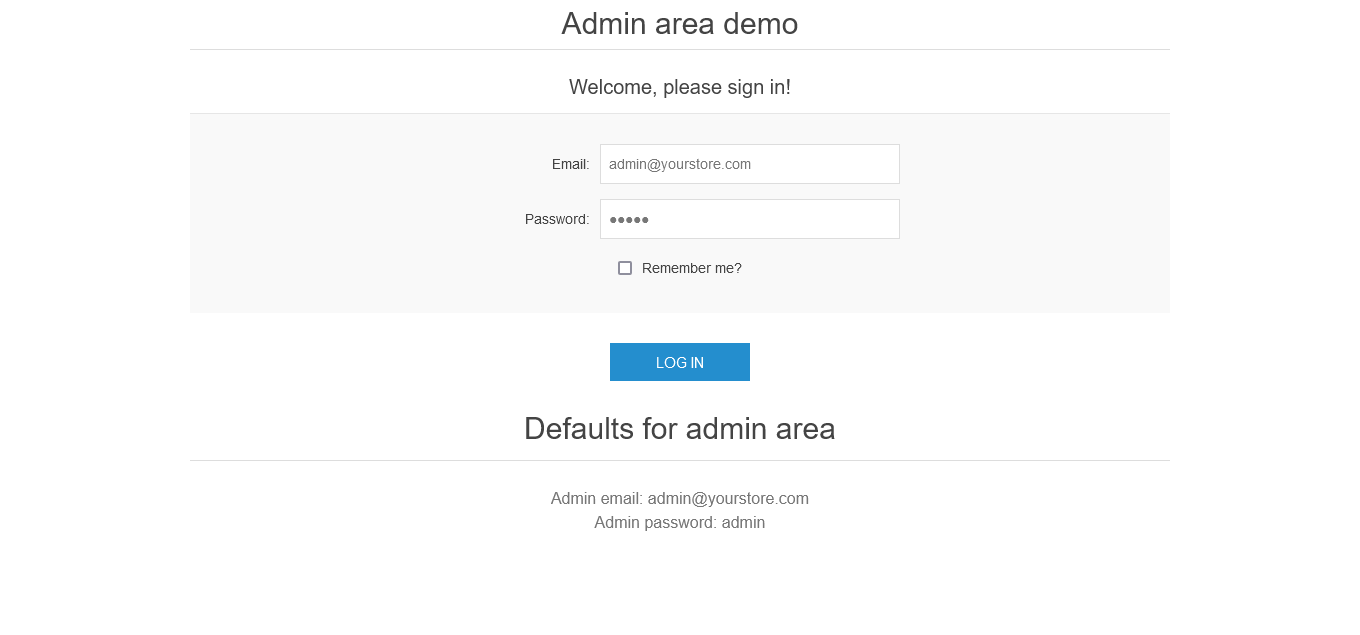 Admin area demo
Welcome, please sign in!
Email: admin@yourstore.com
Password: •••••
Remember me?
LOG IN
Defaults for admin area
Admin email: admin@yourstore.com
Admin password: admin